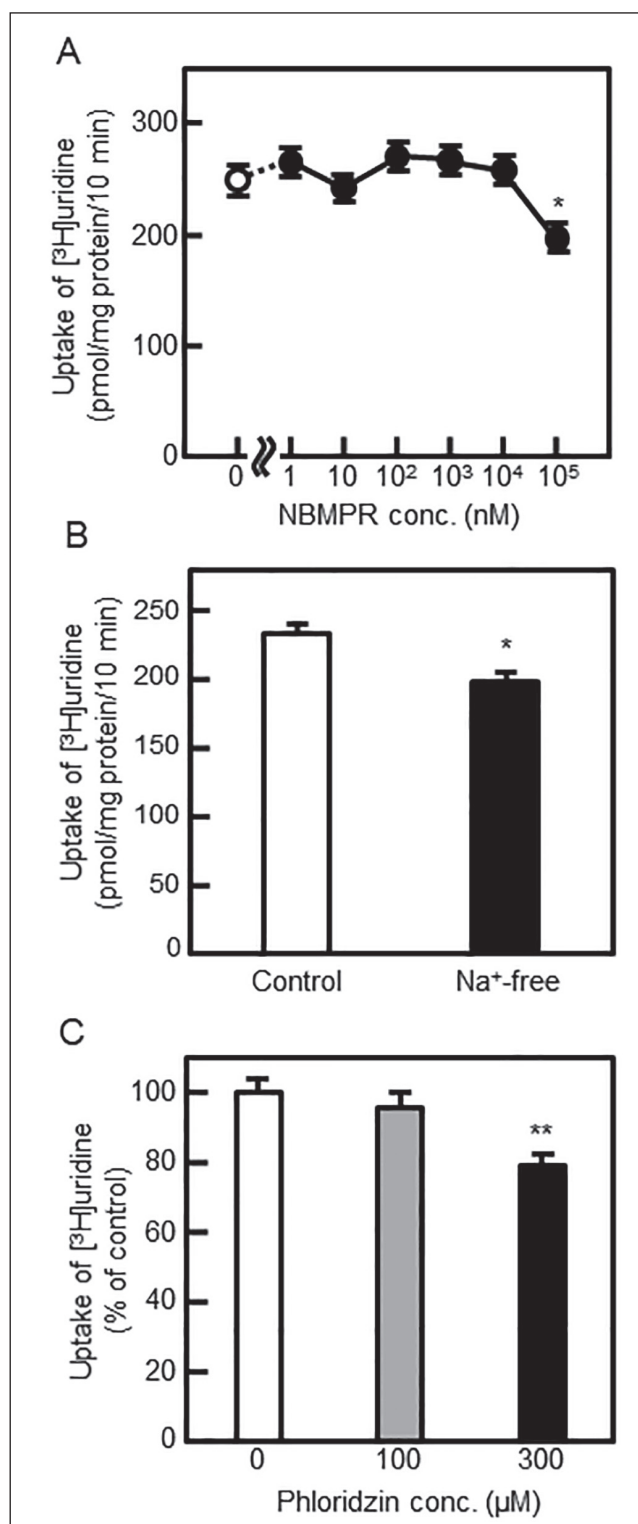 A
Uptake of [³H]uridine
(pmol/mg protein/10 min)
300
200
100
0
0 1 10 10² 10³ 10⁴ 10⁵
*
NBMPR conc. (nM)
B
Uptake of [³H]uridine
(pmol/mg protein/10 min)
250
200
150
100
50
0
*
Control Na⁺-free
C
Uptake of [³H]uridine
(% of control)
100
80
60
40
20
0
**
0 100 300
Phloridzin conc. (µM)